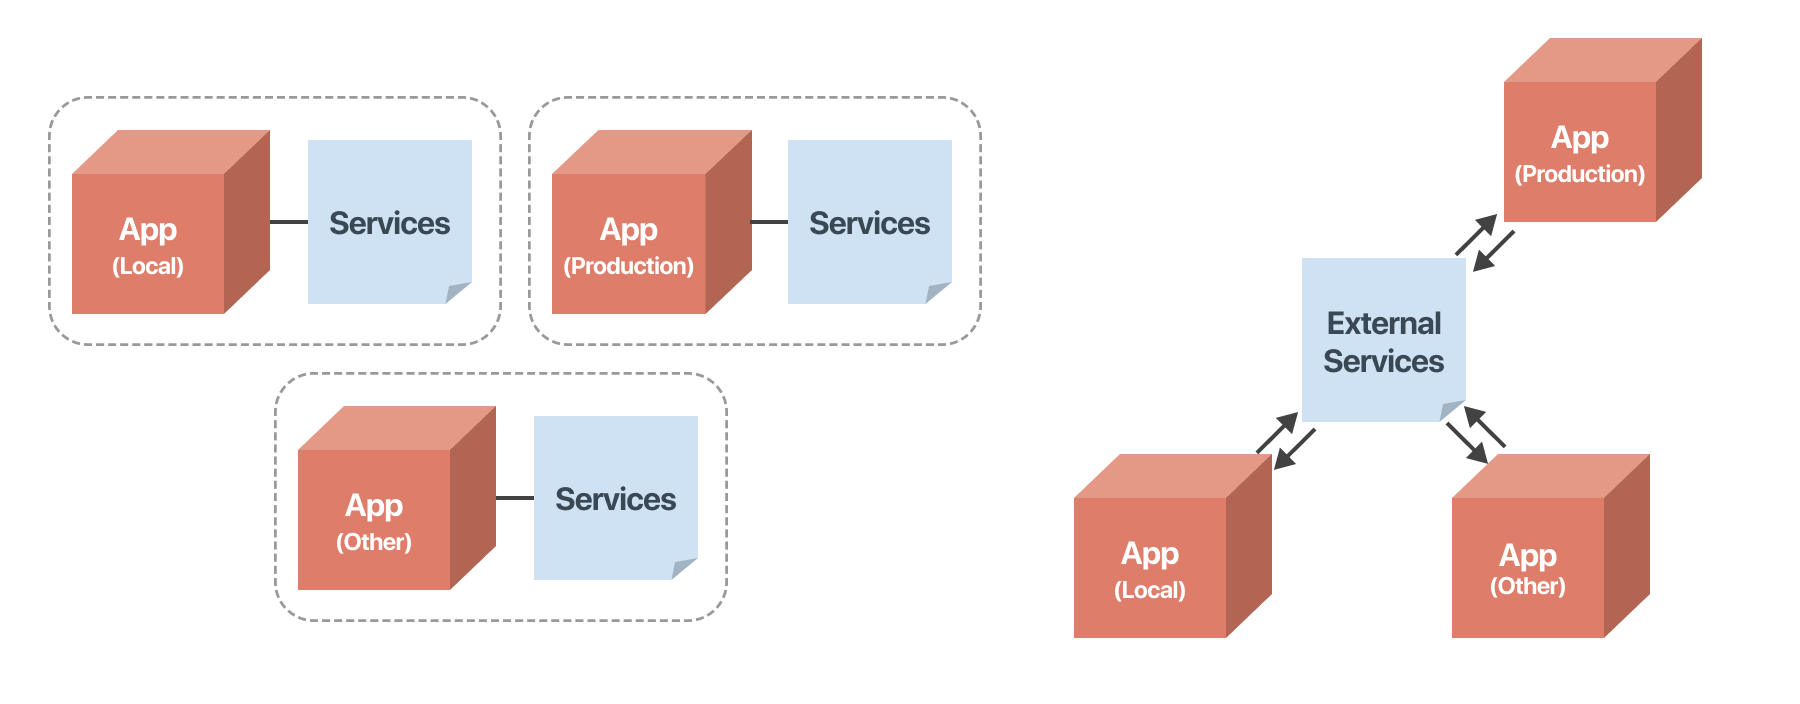 App
(Local)
Services
App
(Production)
Services
App
(Other)
Services
App
(Production)
External
Services
App
(Local)
App
(Other)